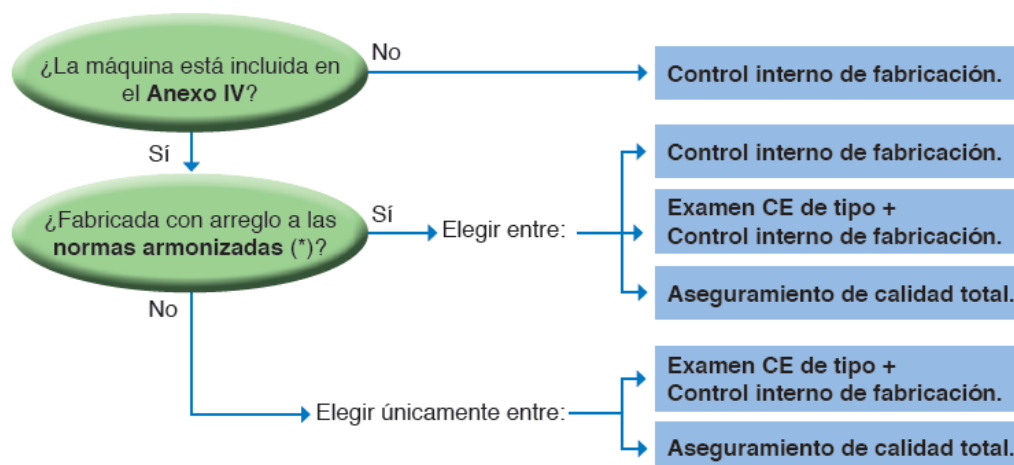 ¿La máquina está incluida en
el Anexo IV?
No
Control interno de fabricación.
Sí
Control interno de fabricación.
¿Fabricada con arreglo a las
normas armonizadas (*)?
Sí
Elegir entre:
Examen CE de tipo +
Control interno de fabricación.
Aseguramiento de calidad total.
No
Elegir únicamente entre:
Examen CE de tipo +
Control interno de fabricación.
Aseguramiento de calidad total.